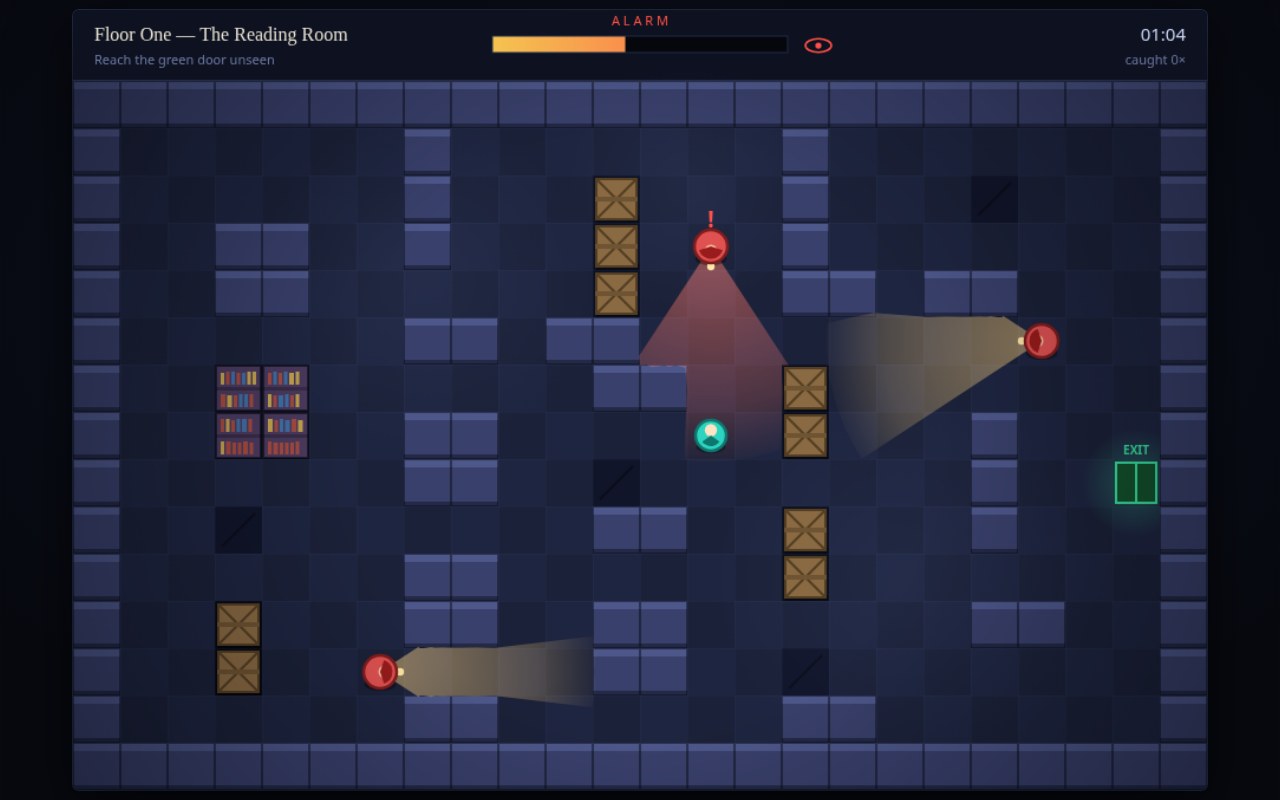 ALARM
Floor One — The Reading Room
01:04
Reach the green door unseen
caught 0×
!
EXIT